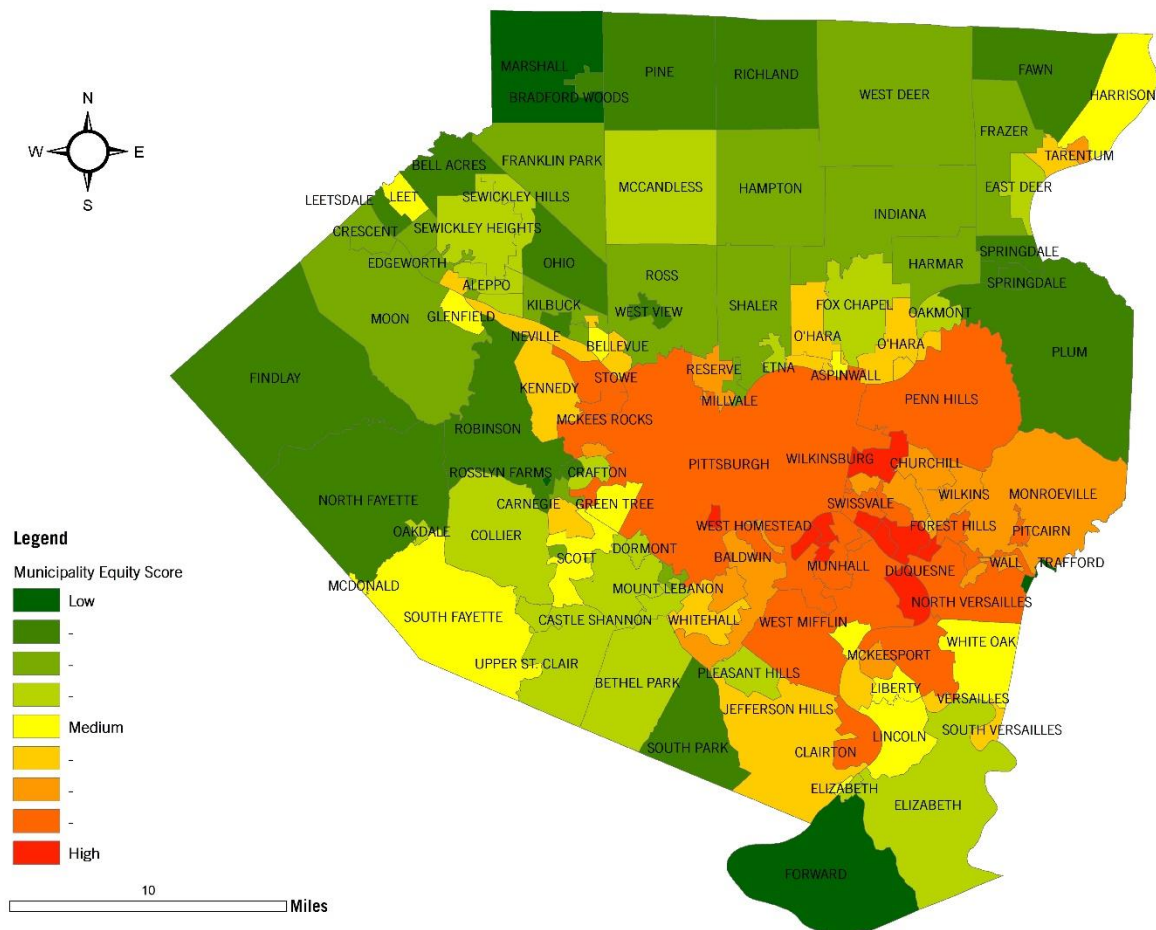 MARSHALL
BRADFORD WOODS
PINE
RICHLAND
WEST DEER
FAWN
HARRISON
FRAZER
TARENTUM
N
W
E
S
BELL ACRES
FRANKLIN PARK
LEET
SEWICKLEY HILLS
MCCANDLESS
HAMPTON
EAST DEER
LEETSDALE
CRESCENT
SEWICKLEY HEIGHTS
INDIANA
EDGEWORTH
ALEPPO
OHIO
ROSS
HARMAR
SPRINGDALE
SPRINGDALE
MOON
GLENFIELD
KILBUCK
WEST VIEW
SHALER
FOX CHAPEL
OAKMONT
NEVILLE
BELLEVUE
O'HARA
O'HARA
PLUM
FINDLAY
KENNEDY
STOWE
RESERVE
ETNA
ASPINWALL
MILLVALE
PENN HILLS
MCKEES ROCKS
ROBINSON
PITTSBURGH
WILKINSBURG
CHURCHILL
ROSSLYN FARMS
CRAFTON
NORTH FAYETTE
CARNEGIE
GREEN TREE
SWISSVALE
WILKINS
MONROEVILLE
OAKDALE
COLLIER
WEST HOMESTEAD
FOREST HILLS
PITCAIRN
SCOTT
DORMONT
BALDWIN
MUNHALL
DUQUESNE
WALL
TRAFFORD
MCDONALD
MOUNT LEBANON
NORTH VERSAILLES
SOUTH FAYETTE
CASTLE SHANNON
WHITEHALL
WEST MIFFLIN
WHITE OAK
UPPER ST. CLAIR
BETHEL PARK
PLEASANT HILLS
MCKEESPORT
LIBERTY
VERSAILLES
JEFFERSON HILLS
SOUTH VERSAILLES
SOUTH PARK
CLAIRTON
LINCOLN
ELIZABETH
ELIZABETH
FORWARD
Legend
Municipality Equity Score
Low
-
-
-
Medium
-
-
-
High
10
Miles